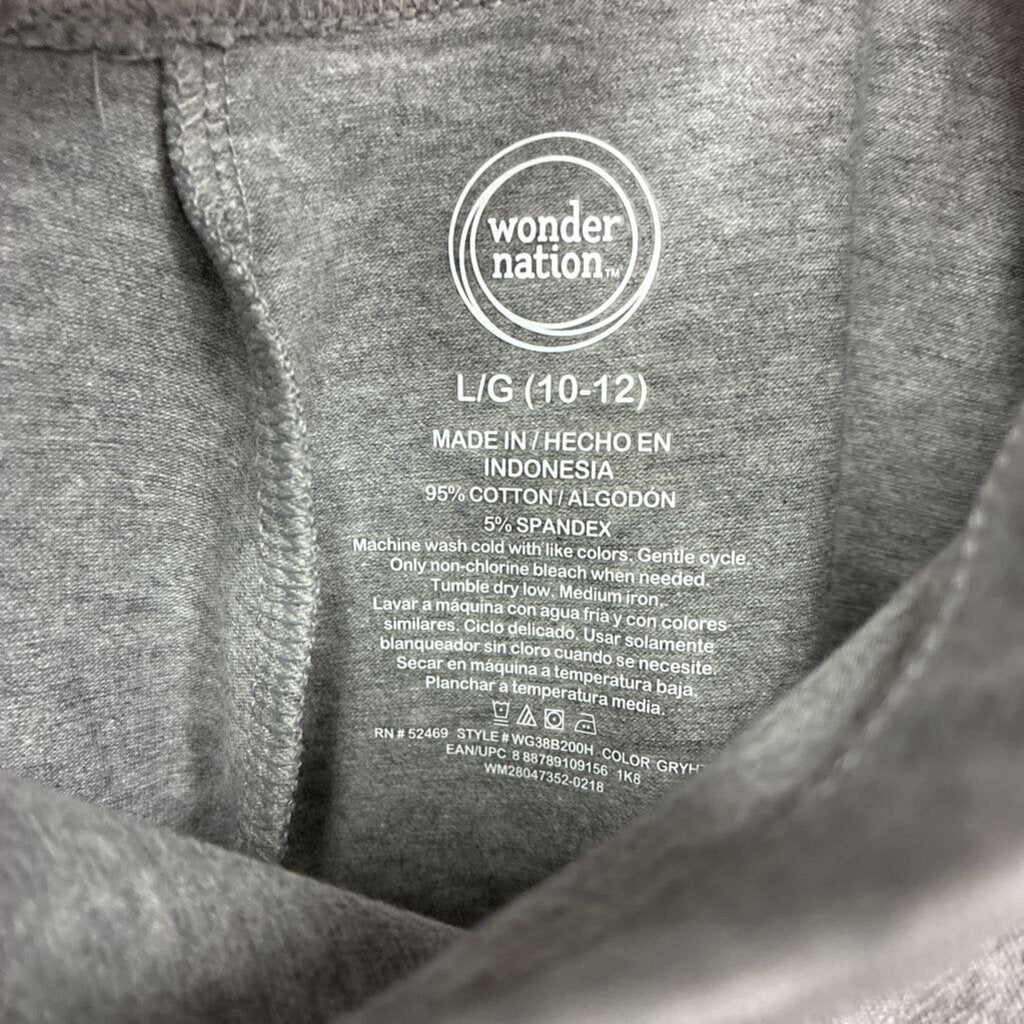 wonder
nation™
L/G (10-12)
MADE IN / HECHO EN
INDONESIA
95% COTTON / ALGODÓN
5% SPANDEX
Machine wash cold with like colors. Gentle cycle.
Only non-chlorine bleach when needed.
Tumble dry low. Medium iron.
Lavar a máquina con agua fría y con colores
similares. Ciclo delicado. Usar solamente
blanqueador sin cloro cuando se necesite.
Secar en máquina a temperatura baja.
Planchar a temperatura media.
RN # 52469 STYLE # WG38B200H COLOR GRYH
EAN/UPC 8 88789109156 1K8
WM28047352-0218